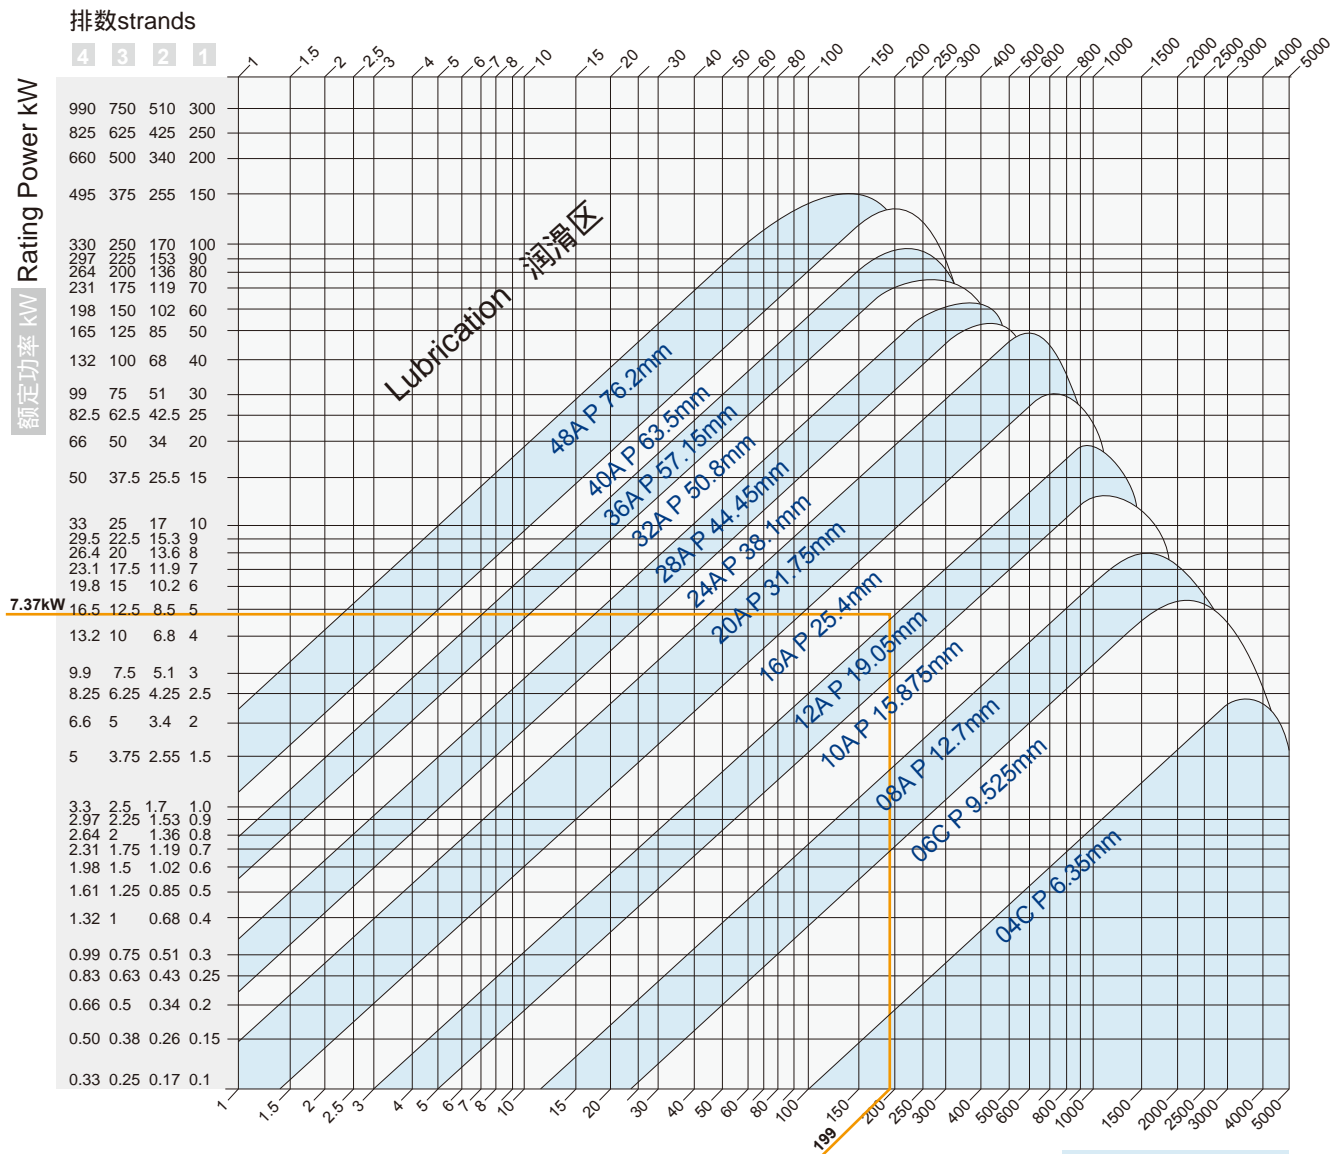 排数strands
4 3 2 1
1 1.5 2 2.5 3 4 5 6 7 8 10 15 20 30 40 50 60 80 100 150 200 250 300 400 500 600 800 1000 1500 2000 2500 3000 4000 5000
额定功率 kW Rating Power kW
990 750 510 300
825 625 425 250
660 500 340 200
495 375 255 150
330 250 170 100
297 225 153 90
264 200 136 80
231 175 119 70
198 150 102 60
165 125 85 50
132 100 68 40
99 75 51 30
82.5 62.5 42.5 25
66 50 34 20
50 37.5 25.5 15
33 25 17 10
29.5 22.5 15.3 9
26.4 20 13.6 8
23.1 17.5 11.9 7
19.8 15 10.2 6
7.37kW
16.5 12.5 8.5 5
13.2 10 6.8 4
9.9 7.5 5.1 3
8.25 6.25 4.25 2.5
6.6 5 3.4 2
5 3.75 2.55 1.5
3.3 2.5 1.7 1.0
2.97 2.25 1.53 0.9
2.64 2 1.36 0.8
2.31 1.75 1.19 0.7
1.98 1.5 1.02 0.6
1.61 1.25 0.85 0.5
1.32 1 0.68 0.4
0.99 0.75 0.51 0.3
0.83 0.63 0.43 0.25
0.66 0.5 0.34 0.2
0.50 0.38 0.26 0.15
0.33 0.25 0.17 0.1
Lubrication 润滑区
48A P 76.2mm
40A P 63.5mm
36A P 57.15mm
32A P 50.8mm
28A P 44.45mm
24A P 38.1mm
20A P 31.75mm
16A P 25.4mm
12A P 19.05mm
10A P 15.875mm
08A P 12.7mm
06C P 9.525mm
04C P 6.35mm
1 1.5 2 2.5 3 4 5 6 7 8 10 15 20 30 40 50 60 80 100 150 200 250 300 400 500 600 800 1000 1500 2000 2500 3000 4000 5000
199